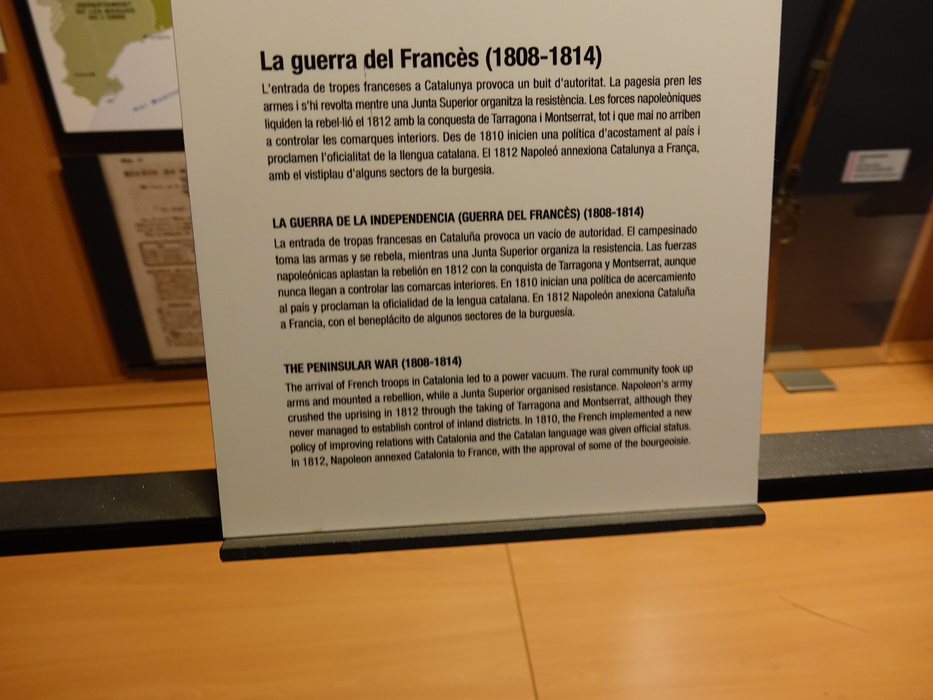 DEPARTAMENT
DE LES BOQUES
DE L'EBRE
La guerra del Francès (1808-1814)
L'entrada de tropes franceses a Catalunya provoca un buit d'autoritat. La pagesia pren les
armes i s'hi revolta mentre una Junta Superior organitza la resistència. Les forces napoleòniques
liquiden la rebel·lió el 1812 amb la conquesta de Tarragona i Montserrat, tot i que mai no arriben
a controlar les comarques interiors. Des de 1810 inicien una política d'acostament al país i
proclamen l'oficialitat de la llengua catalana. El 1812 Napoleó annexiona Catalunya a França,
amb el vistiplau d'alguns sectors de la burgesia.
LA GUERRA DE LA INDEPENDENCIA (GUERRA DEL FRANCÈS) (1808-1814)
La entrada de tropas francesas en Cataluña provoca un vacío de autoridad. El campesinado
toma las armas y se rebela, mientras una Junta Superior organiza la resistencia. Las fuerzas
napoleónicas aplastan la rebelión en 1812 con la conquista de Tarragona y Montserrat, aunque
nunca llegan a controlar las comarcas interiores. En 1810 inician una política de acercamiento
al país y proclaman la oficialidad de la lengua catalana. En 1812 Napoleón anexiona Cataluña
a Francia, con el beneplácito de algunos sectores de la burguesía.
THE PENINSULAR WAR (1808-1814)
The arrival of French troops in Catalonia led to a power vacuum. The rural community took up
arms and mounted a rebellion, while a Junta Superior organised resistance. Napoleon's army
crushed the uprising in 1812 through the taking of Tarragona and Montserrat, although they
never managed to establish control of inland districts. In 1810, the French implemented a new
policy of improving relations with Catalonia and the Catalan language was given official status.
In 1812, Napoleon annexed Catalonia to France, with the approval of some of the bourgeoisie.